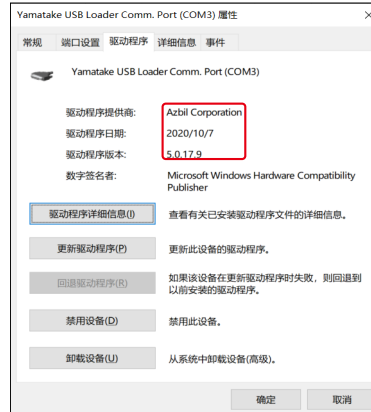 Yamatake USB Loader Comm. Port (COM3) 属性
常规 端口设置 驱动程序 详细信息 事件
Yamatake USB Loader Comm. Port (COM3)
驱动程序提供商: Azbil Corporation
驱动程序日期: 2020/10/7
驱动程序版本: 5.0.17.9
数字签名者: Microsoft Windows Hardware Compatibility
Publisher
驱动程序详细信息(I) 查看有关已安装驱动程序文件的详细信息。
更新驱动程序(P) 更新此设备的驱动程序。
回退驱动程序(R) 如果该设备在更新驱动程序时失败，则回退到
以前安装的驱动程序。
禁用设备(D) 禁用此设备。
卸载设备(U) 从系统中卸载设备(高级)。
确定 取消